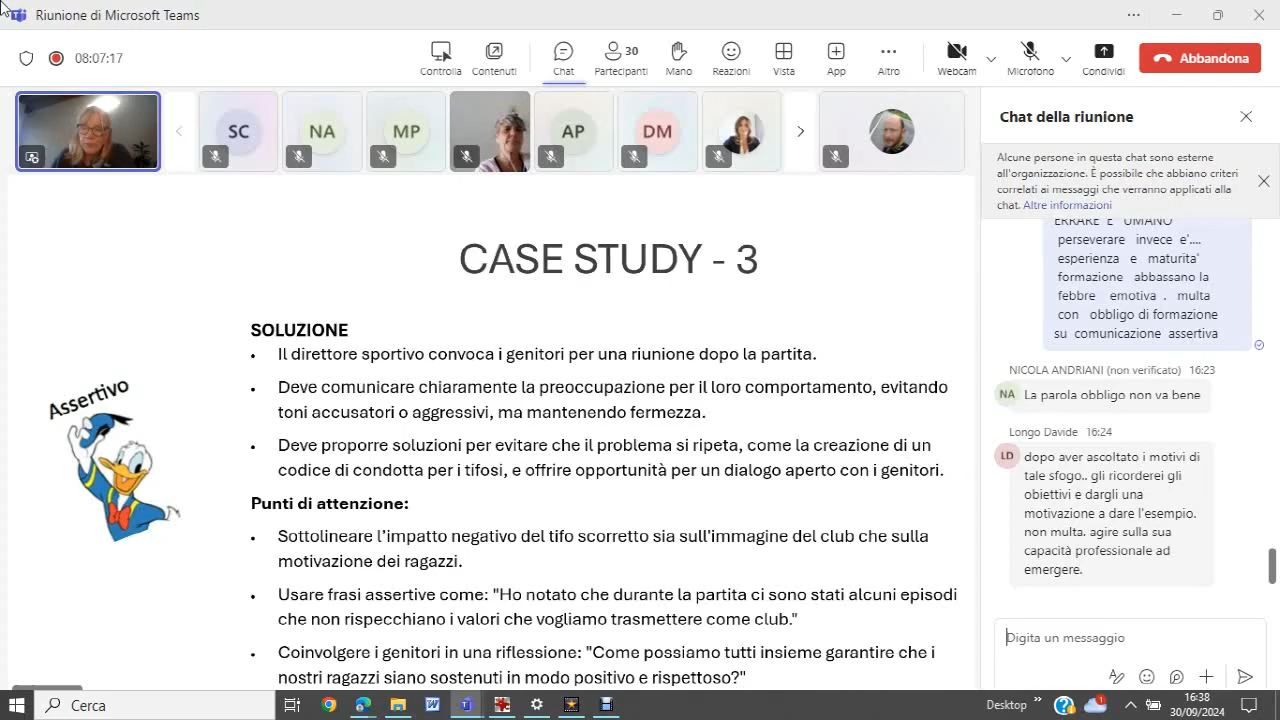 Riunione di Microsoft Teams
08:07:17
Controlla
Contenuti
Chat
30
Partecipanti
Mano
Reazioni
Vista
App
Altro
Webcam
Microfono
Condividi
Abbandona
SC
NA
MP
AP
DM
CASE STUDY - 3
Assertivo
SOLUZIONE
• Il direttore sportivo convoca i genitori per una riunione dopo la partita.
• Deve comunicare chiaramente la preoccupazione per il loro comportamento, evitando
toni accusatori o aggressivi, ma mantenendo fermezza.
• Deve proporre soluzioni per evitare che il problema si ripeta, come la creazione di un
codice di condotta per i tifosi, e offrire opportunità per un dialogo aperto con i genitori.
Punti di attenzione:
• Sottolineare l'impatto negativo del tifo scorretto sia sull'immagine del club che sulla
motivazione dei ragazzi.
• Usare frasi assertive come: "Ho notato che durante la partita ci sono stati alcuni episodi
che non rispecchiano i valori che vogliamo trasmettere come club."
• Coinvolgere i genitori in una riflessione: "Come possiamo tutti insieme garantire che i
nostri ragazzi siano sostenuti in modo positivo e rispettoso?"
Chat della riunione
Alcune persone in questa chat sono esterne
all'organizzazione. È possibile che abbiano criteri
correlati ai messaggi che verranno applicati alla
chat. Altre informazioni
ERRARE E' UMANO
perseverare invece e'....
esperienza e maturita'
formazione abbassano la
febbre emotiva . multa
con obbligo di formazione
su comunicazione assertiva
NICOLA ANDRIANI (non verificato) 16:23
NA
La parola obbligo non va bene
Longo Davide 16:24
LD
dopo aver ascoltato i motivi di
tale sfogo.. gli ricorderei gli
obiettivi e dargli una
motivazione a dare l'esempio.
non multa. agire sulla sua
capacità professionale ad
emergere.
Digita un messaggio
Cerca
Desktop
16:38
30/09/2024